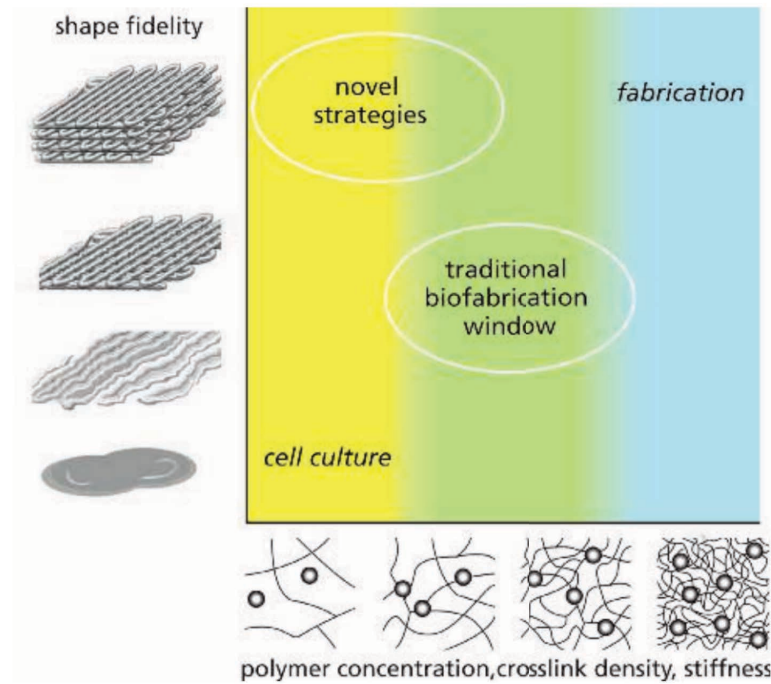 shape fidelity
novel
strategies
fabrication
traditional
biofabrication
window
cell culture
polymer concentration,crosslink density, stiffness